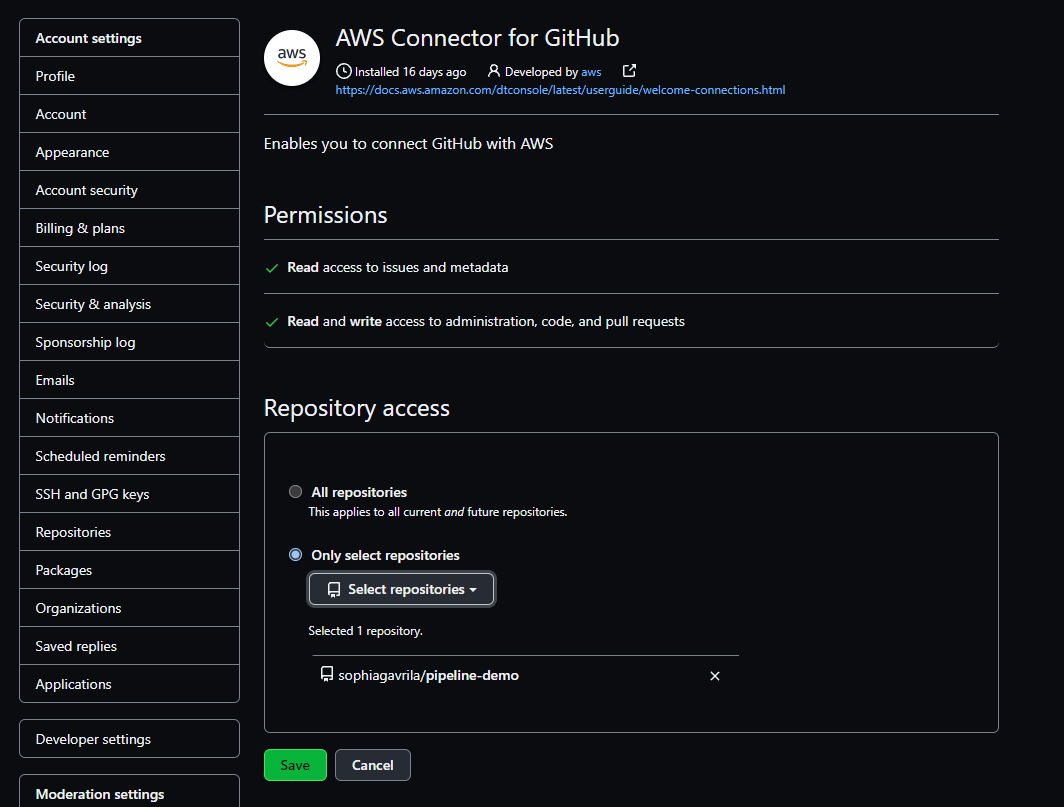 Account settings
Profile
Account
Appearance
Account security
Billing & plans
Security log
Security & analysis
Sponsorship log
Emails
Notifications
Scheduled reminders
SSH and GPG keys
Repositories
Packages
Organizations
Saved replies
Applications
Developer settings
Moderation settings
aws
AWS Connector for GitHub
Installed 16 days ago Developed by aws
https://docs.aws.amazon.com/dtconsole/latest/userguide/welcome-connections.html
Enables you to connect GitHub with AWS
Permissions
Read access to issues and metadata
Read and write access to administration, code, and pull requests
Repository access
All repositories
This applies to all current and future repositories.
Only select repositories
Select repositories
Selected 1 repository.
sophiagavrila/pipeline-demo
Save Cancel